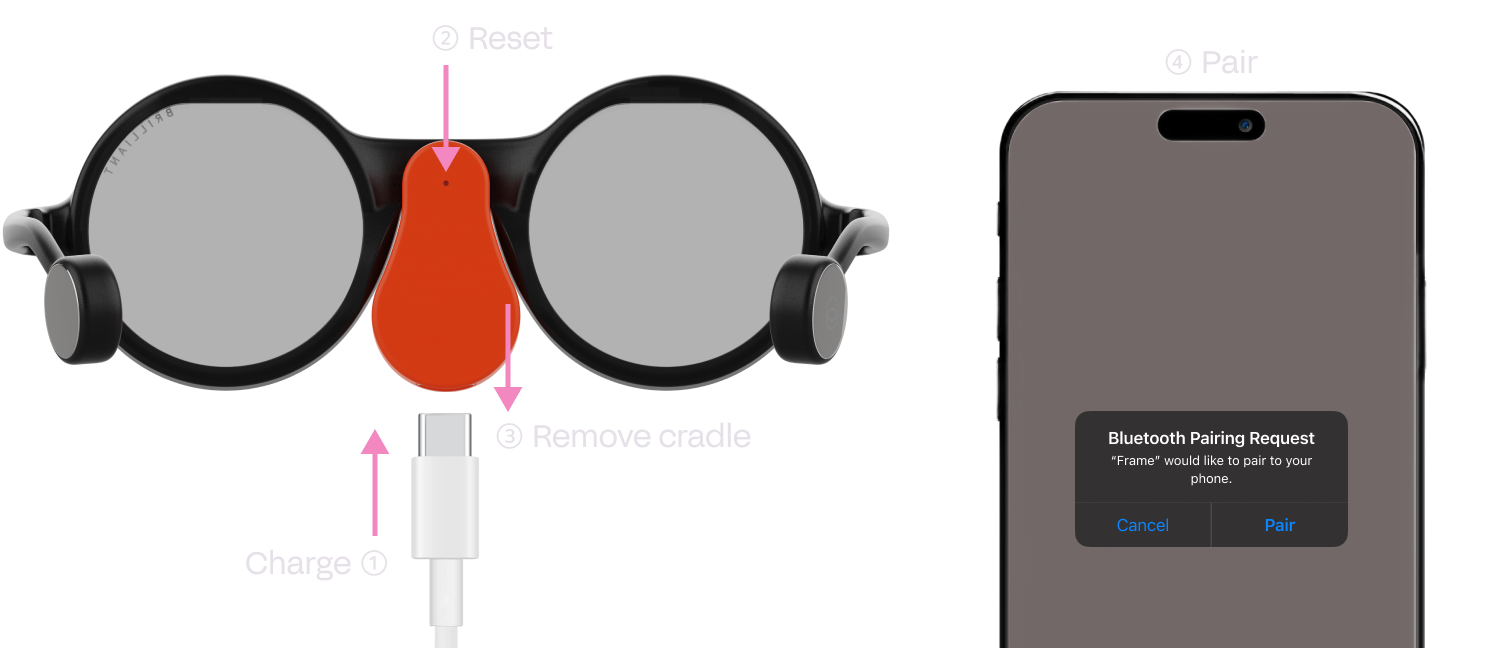 ② Reset
④ Pair
BRILLIANT
③ Remove cradle
Charge ①
Bluetooth Pairing Request
“Frame” would like to pair to your
phone.
Cancel
Pair